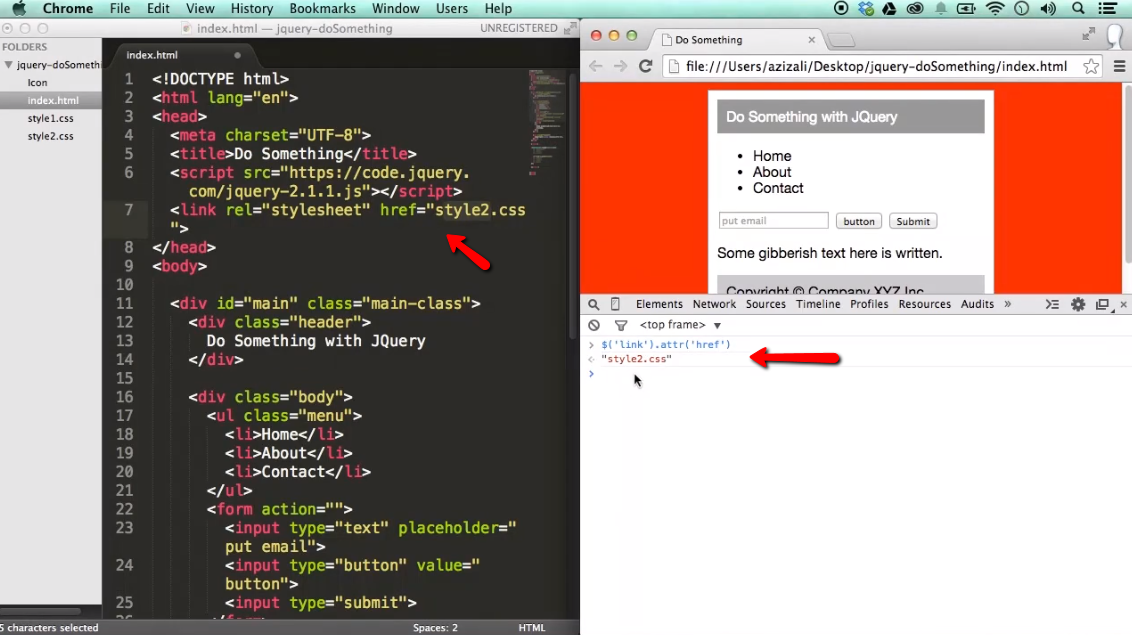 Chrome File Edit View History Bookmarks Window Users Help
index.html — jquery-doSomething UNREGISTERED
FOLDERS
jquery-doSomethi
Icon
index.html
style1.css
style2.css
index.html
1 <!DOCTYPE html>
2 <html lang="en">
3 <head>
4 <meta charset="UTF-8">
5 <title>Do Something</title>
6 <script src="https://code.jquery.
com/jquery-2.1.1.js"></script>
7 <link rel="stylesheet" href="style2.css
">
8 </head>
9 <body>
10
11 <div id="main" class="main-class">
12 <div class="header">
13 Do Something with JQuery
14 </div>
15
16 <div class="body">
17 <ul class="menu">
18 <li>Home</li>
19 <li>About</li>
20 <li>Contact</li>
21 </ul>
22 <form action="">
23 <input type="text" placeholder="
put email">
24 <input type="button" value="
button">
25 <input type="submit">
5 characters selected Spaces: 2 HTML
Do Something
file:///Users/azizali/Desktop/jquery-doSomething/index.html
Do Something with JQuery
Home
About
Contact
put email button Submit
Some gibberish text here is written.
Copyright © Company XYZ Inc
Elements Network Sources Timeline Profiles Resources Audits »
<top frame>
> $('link').attr('href')
"style2.css"
>